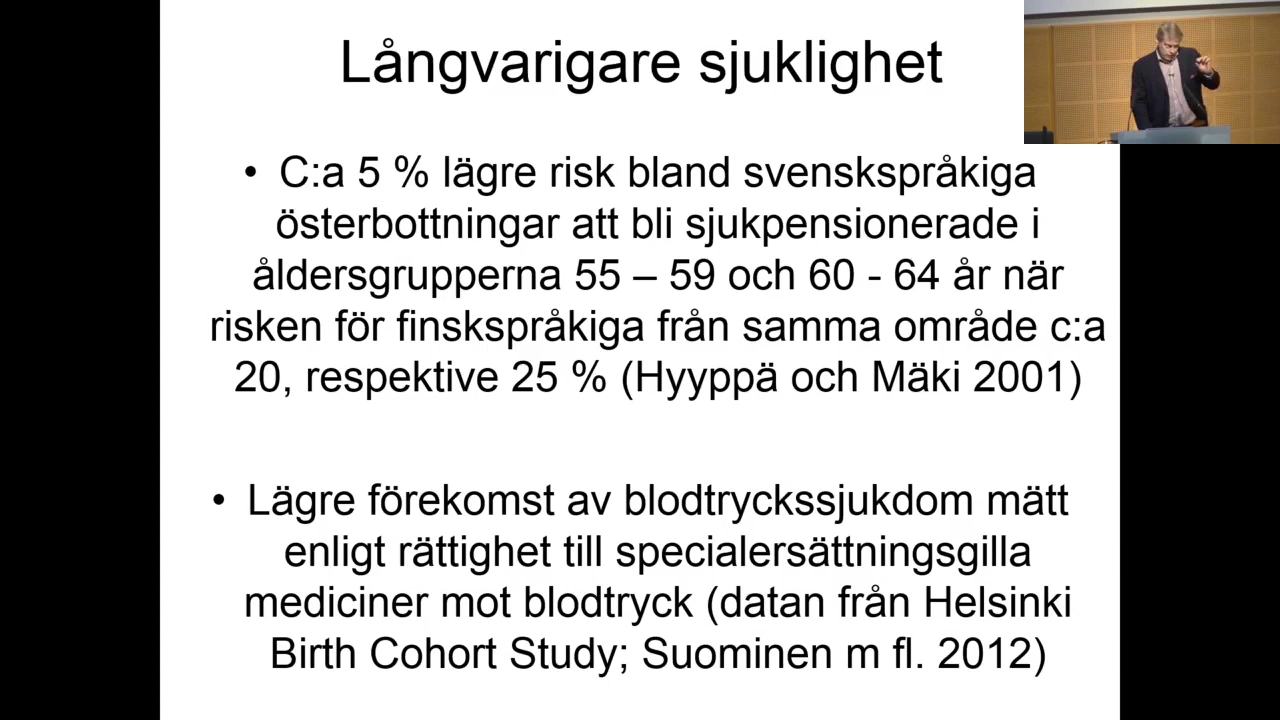 Långvarigare sjuklighet
• C:a 5 % lägre risk bland svenskspråkiga
österbottningar att bli sjukpensionerade i
åldersgrupperna 55 – 59 och 60 - 64 år när
risken för finskspråkiga från samma område c:a
20, respektive 25 % (Hyyppä och Mäki 2001)
• Lägre förekomst av blodtryckssjukdom mätt
enligt rättighet till specialersättningsgilla
mediciner mot blodtryck (datan från Helsinki
Birth Cohort Study; Suominen m fl. 2012)